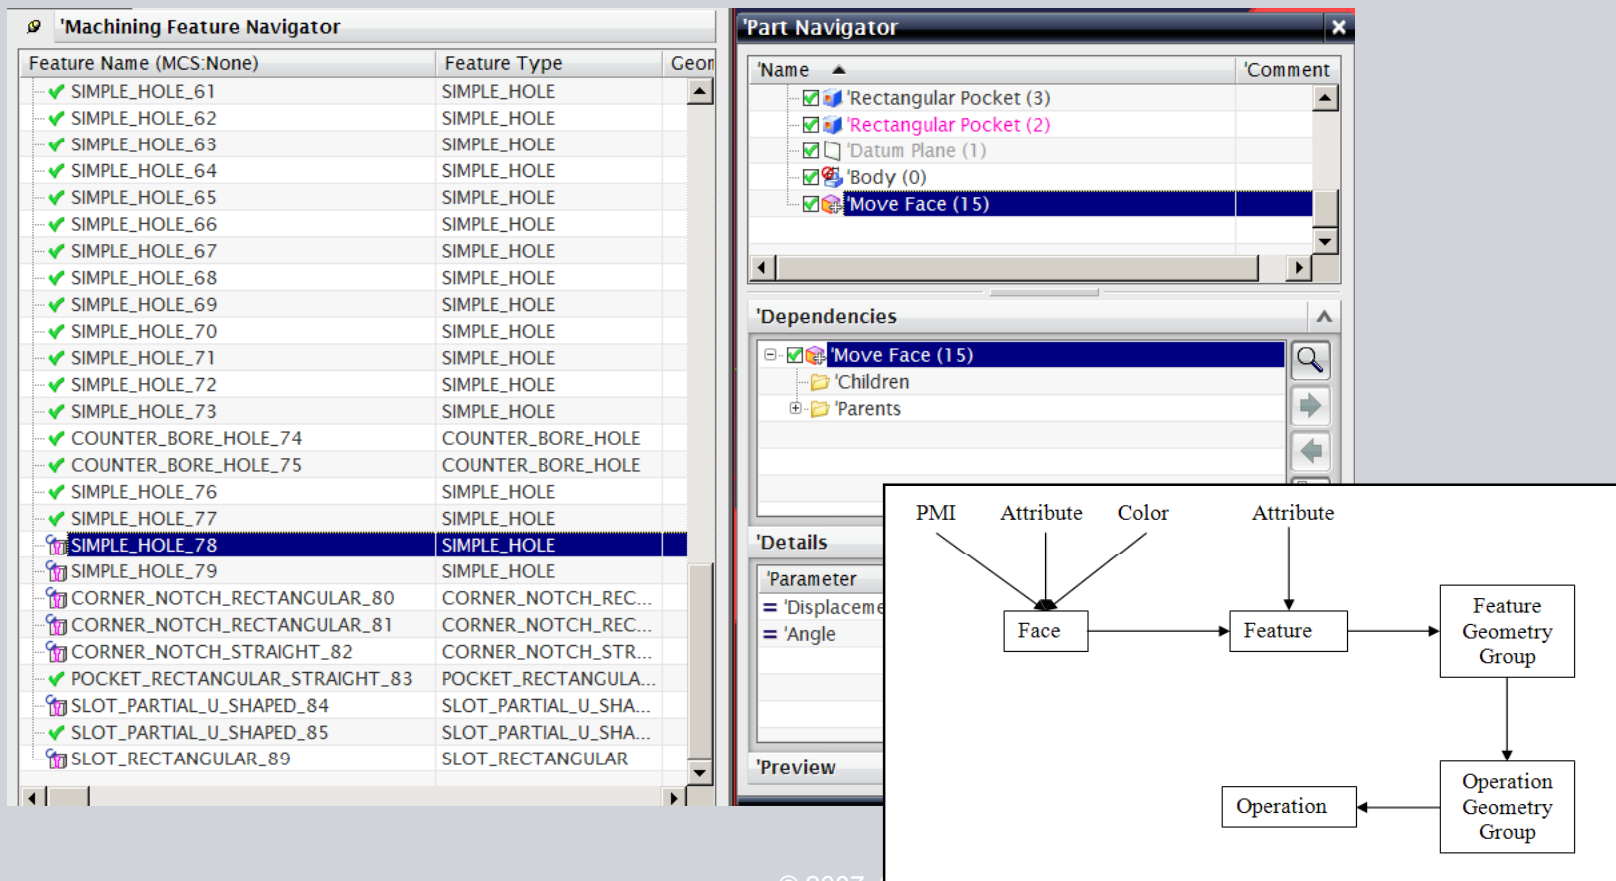 'Machining Feature Navigator
Feature Name (MCS:None) Feature Type Geom
SIMPLE_HOLE_61 SIMPLE_HOLE
SIMPLE_HOLE_62 SIMPLE_HOLE
SIMPLE_HOLE_63 SIMPLE_HOLE
SIMPLE_HOLE_64 SIMPLE_HOLE
SIMPLE_HOLE_65 SIMPLE_HOLE
SIMPLE_HOLE_66 SIMPLE_HOLE
SIMPLE_HOLE_67 SIMPLE_HOLE
SIMPLE_HOLE_68 SIMPLE_HOLE
SIMPLE_HOLE_69 SIMPLE_HOLE
SIMPLE_HOLE_70 SIMPLE_HOLE
SIMPLE_HOLE_71 SIMPLE_HOLE
SIMPLE_HOLE_72 SIMPLE_HOLE
SIMPLE_HOLE_73 SIMPLE_HOLE
COUNTER_BORE_HOLE_74 COUNTER_BORE_HOLE
COUNTER_BORE_HOLE_75 COUNTER_BORE_HOLE
SIMPLE_HOLE_76 SIMPLE_HOLE
SIMPLE_HOLE_77 SIMPLE_HOLE
SIMPLE_HOLE_78 SIMPLE_HOLE
SIMPLE_HOLE_79 SIMPLE_HOLE
CORNER_NOTCH_RECTANGULAR_80 CORNER_NOTCH_REC...
CORNER_NOTCH_RECTANGULAR_81 CORNER_NOTCH_REC...
CORNER_NOTCH_STRAIGHT_82 CORNER_NOTCH_STR...
POCKET_RECTANGULAR_STRAIGHT_83 POCKET_RECTANGULA...
SLOT_PARTIAL_U_SHAPED_84 SLOT_PARTIAL_U_SHA...
SLOT_PARTIAL_U_SHAPED_85 SLOT_PARTIAL_U_SHA...
SLOT_RECTANGULAR_89 SLOT_RECTANGULAR
'Part Navigator
'Name 'Comment
'Rectangular Pocket (3)
'Rectangular Pocket (2)
'Datum Plane (1)
'Body (0)
'Move Face (15)
'Dependencies
'Move Face (15)
'Children
'Parents
'Details
'Parameter
'Displaceme
'Angle
'Preview
PMI Attribute Color Attribute
Face
Feature
Feature
Geometry
Group
Operation
Geometry
Group
Operation
© 2007